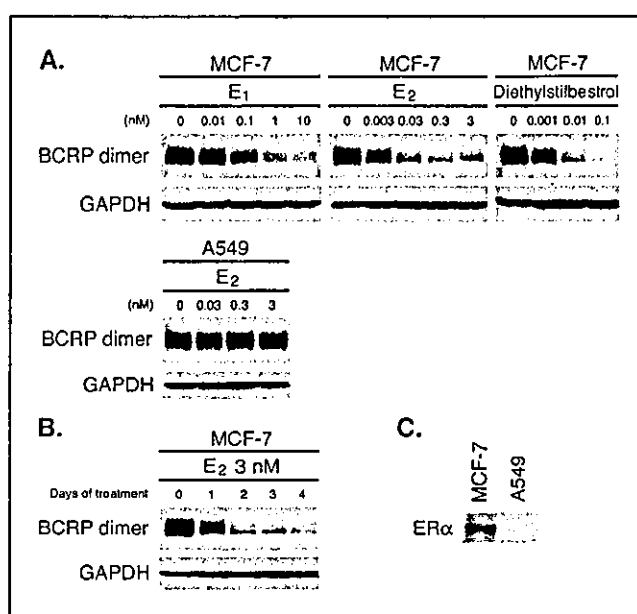 A.
MCF-7 MCF-7 MCF-7
E₁ E₂ Diethylstilbestrol
(nM) 0 0.01 0.1 1 10 0 0.003 0.03 0.3 3 0 0.001 0.01 0.1
BCRP dimer
GAPDH
A549
E₂
(nM) 0 0.03 0.3 3
BCRP dimer
GAPDH
B.
MCF-7
E₂ 3 nM
Days of treatment 0 1 2 3 4
BCRP dimer
GAPDH
C.
MCF-7 A549
ERα